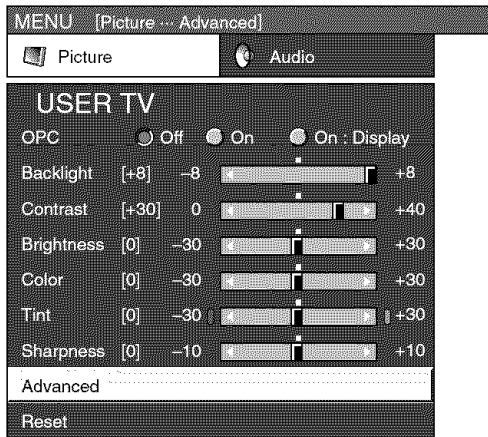 MENU [Picture ··· Advanced]
Picture Audio
USER TV
OPC Off On On : Display
Backlight [+8] –8 +8
Contrast [+30] 0 +40
Brightness [0] –30 +30
Color [0] –30 +30
Tint [0] –30 +30
Sharpness [0] –10 +10
Advanced
Reset